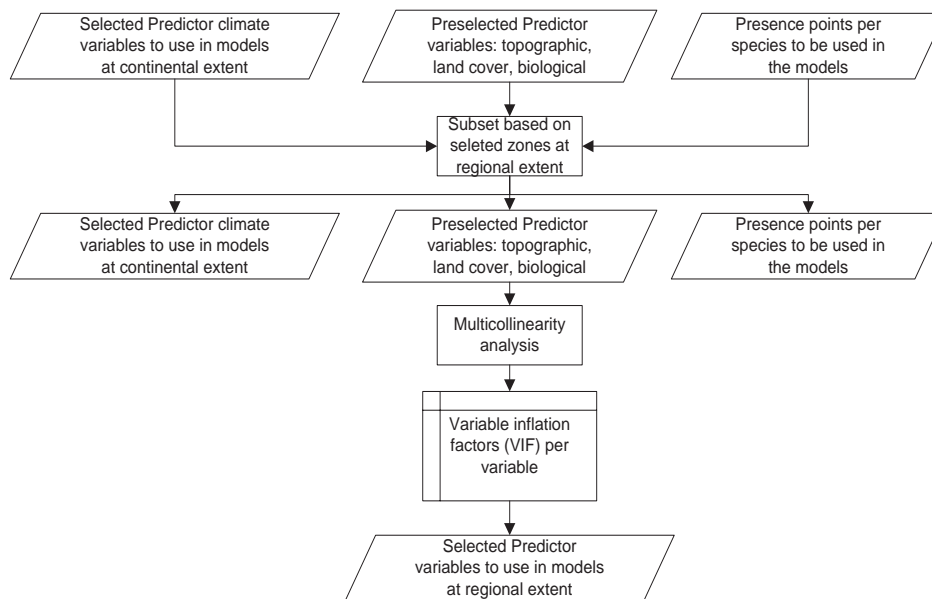 Selected Predictor climate
variables to use in models
at continental extent
Preselected Predictor
variables: topographic,
land cover, biological
Presence points per
species to be used in
the models
Subset based on
seleted zones at
regional extent
Selected Predictor climate
variables to use in models
at continental extent
Preselected Predictor
variables: topographic,
land cover, biological
Presence points per
species to be used in
the models
Multicollinearity
analysis
Variable inflation
factors (VIF) per
variable
Selected Predictor
variables to use in models
at regional extent